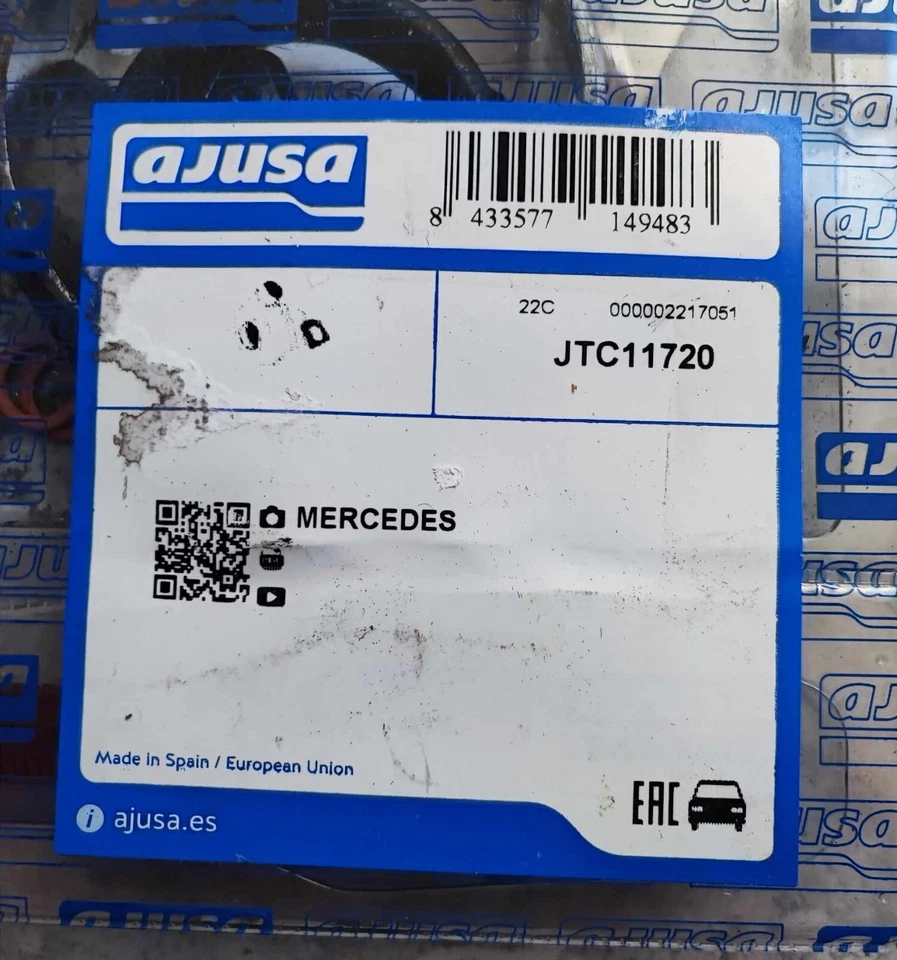 ajusa
8 433577 149483
22C 000002217051
JTC11720
MERCEDES
Made in Spain / European Union
EAC
i ajusa.es